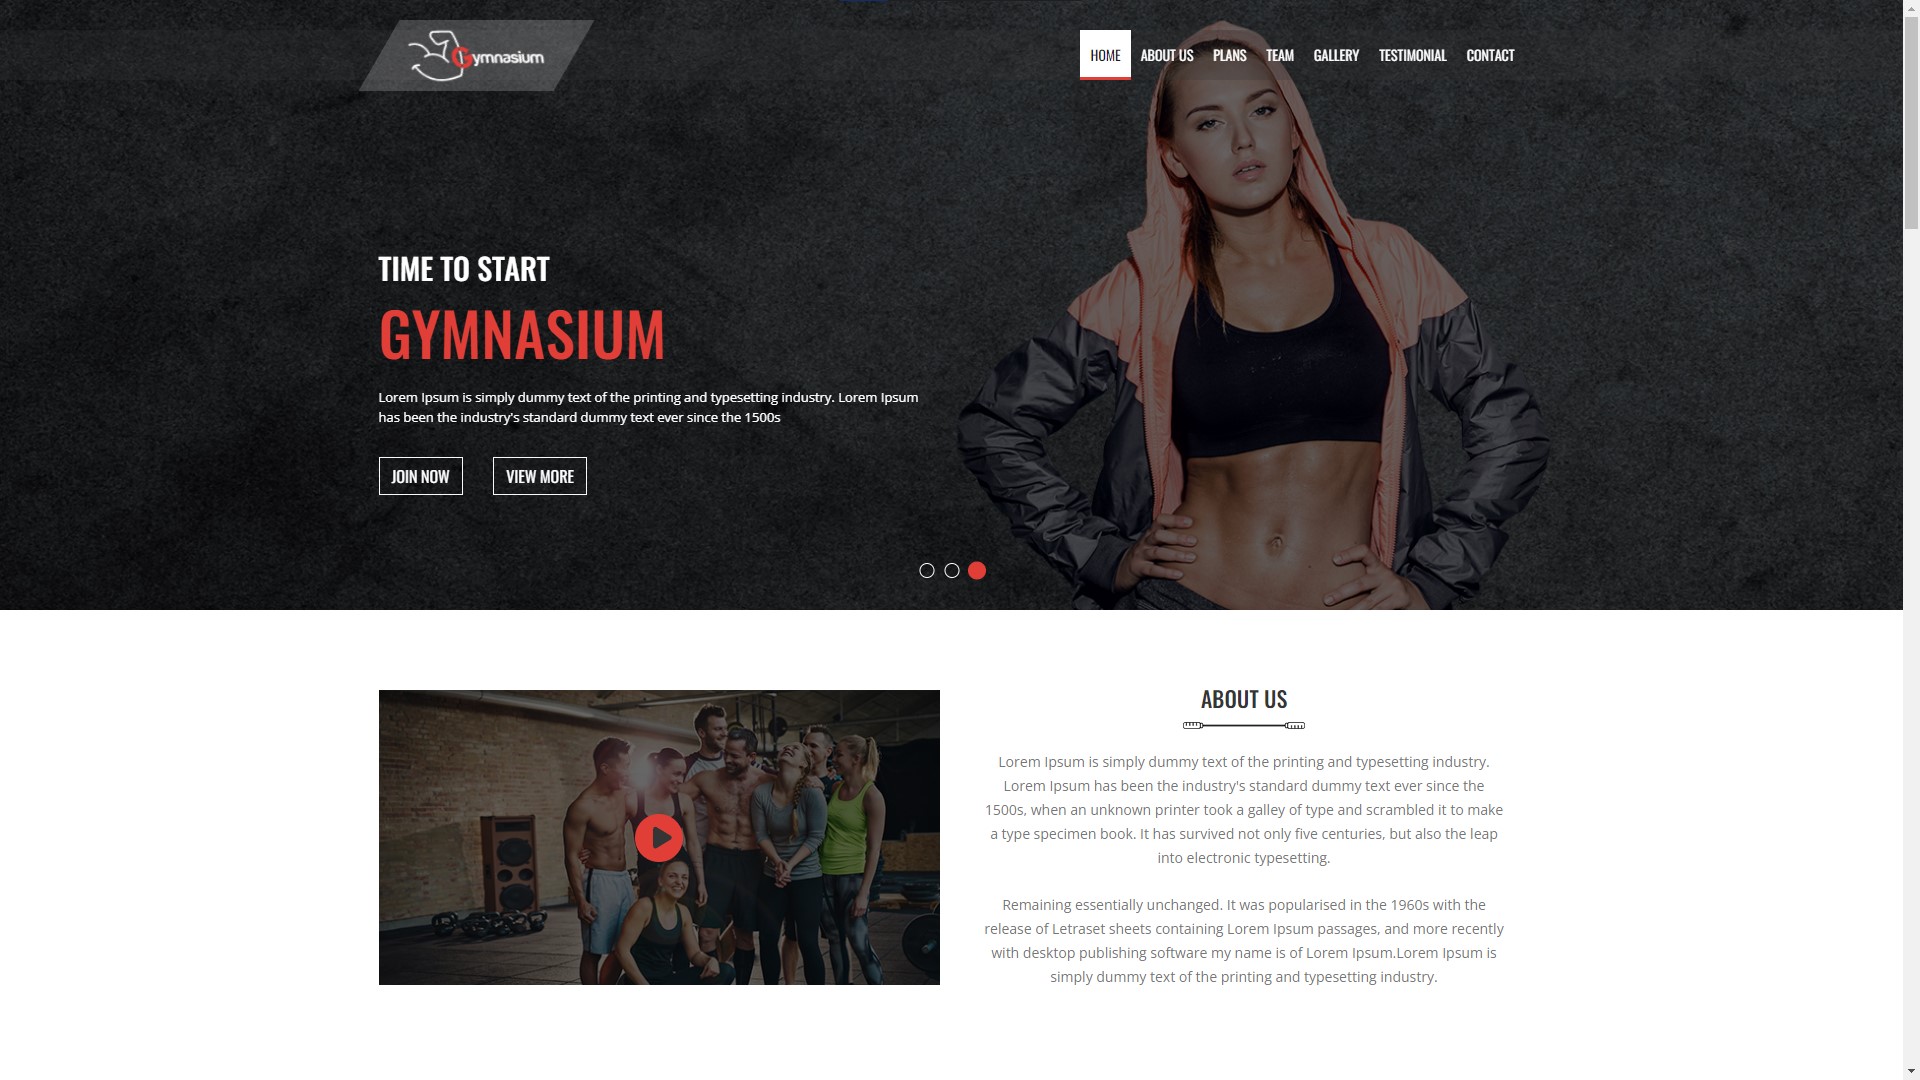 Gymnasium
HOME ABOUT US PLANS TEAM GALLERY TESTIMONIAL CONTACT
TIME TO START
GYMNASIUM
Lorem Ipsum is simply dummy text of the printing and typesetting industry. Lorem Ipsum
has been the industry's standard dummy text ever since the 1500s
JOIN NOW VIEW MORE
ABOUT US
Lorem Ipsum is simply dummy text of the printing and typesetting industry.
Lorem Ipsum has been the industry's standard dummy text ever since the
1500s, when an unknown printer took a galley of type and scrambled it to make
a type specimen book. It has survived not only five centuries, but also the leap
into electronic typesetting.
Remaining essentially unchanged. It was popularised in the 1960s with the
release of Letraset sheets containing Lorem Ipsum passages, and more recently
with desktop publishing software my name is of Lorem Ipsum.Lorem Ipsum is
simply dummy text of the printing and typesetting industry.